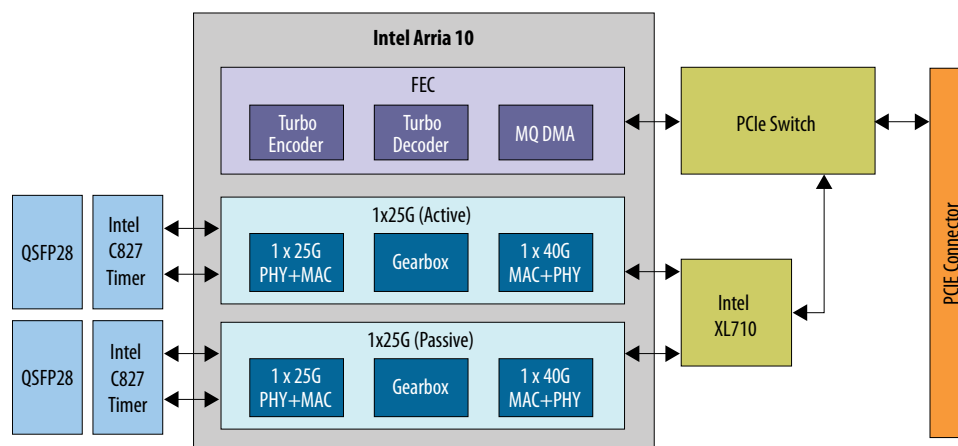 Intel Arria 10
FEC
Turbo
Encoder
Turbo
Decoder
MQ DMA
PCIe Switch
PCIE Connector
QSFP28
Intel
C827
Timer
1x25G (Active)
1 x 25G
PHY+MAC
Gearbox
1 x 40G
MAC+PHY
Intel
XL710
QSFP28
Intel
C827
Timer
1x25G (Passive)
1 x 25G
PHY+MAC
Gearbox
1 x 40G
MAC+PHY